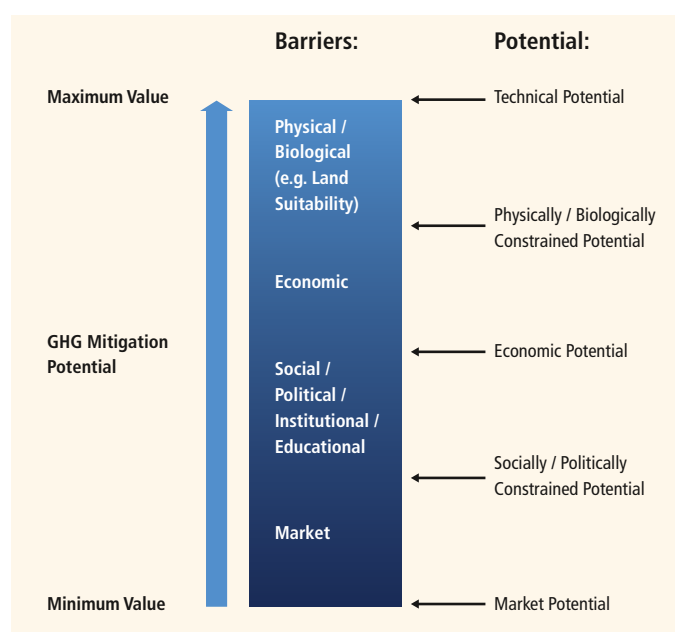 Barriers:
Potential:
Maximum Value
Technical Potential
Physical /
Biological
(e.g. Land
Suitability)
Physically / Biologically
Constrained Potential
Economic
GHG Mitigation
Potential
Economic Potential
Social /
Political /
Institutional /
Educational
Socially / Politically
Constrained Potential
Market
Minimum Value
Market Potential